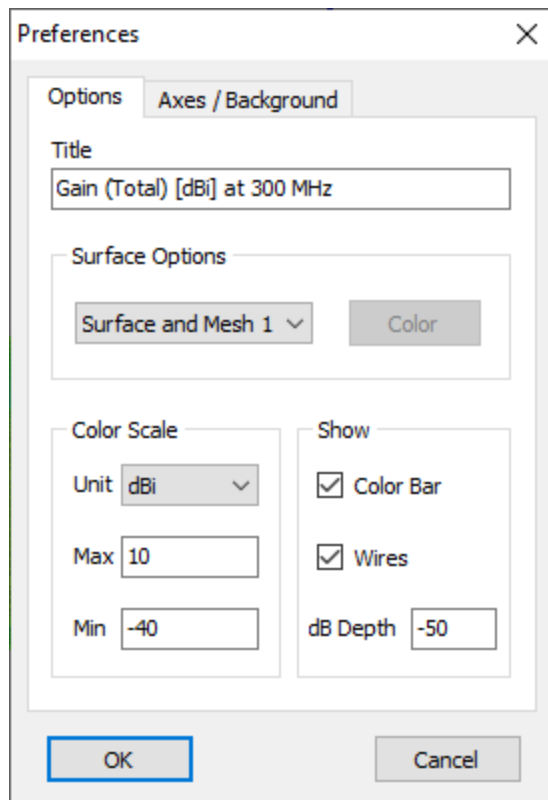 Preferences
Options
Axes / Background
Title
Gain (Total) [dBi] at 300 MHz
Surface Options
Surface and Mesh 1
Color
Color Scale
Unit dBi
Max 10
Min -40
Show
Color Bar
Wires
dB Depth -50
OK
Cancel